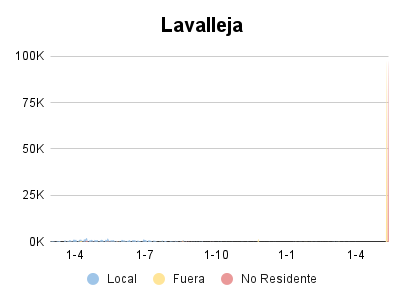 Lavalleja
100K
75K
50K
25K
0K
1-4 1-7 1-10 1-1 1-4
Local Fuera No Residente